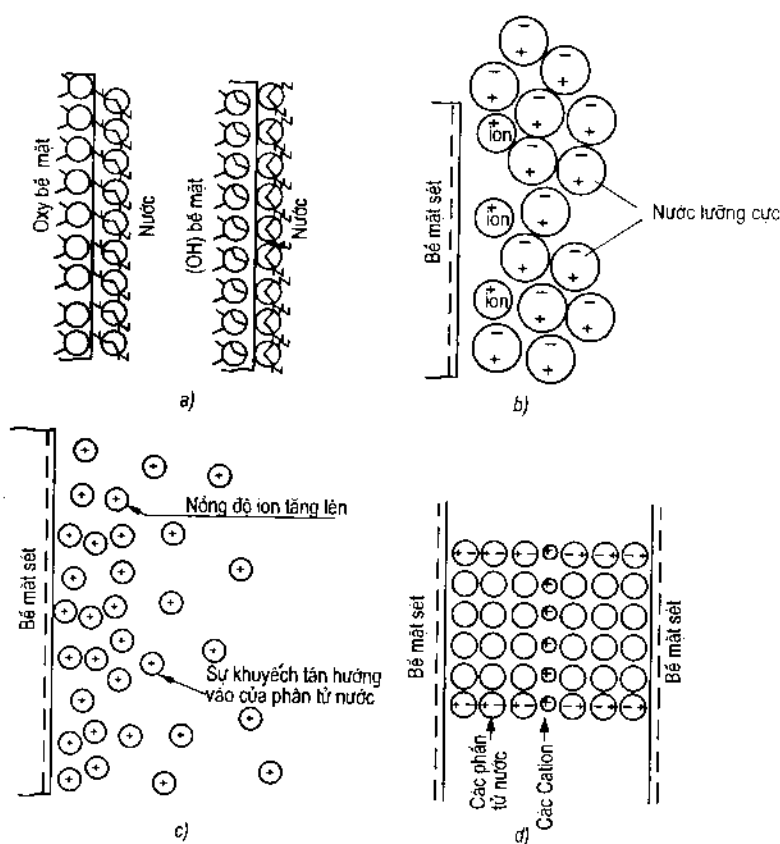 Oxy bề mặt
Nước
(OH) bề mặt
Nước
a)
Bề mặt sét
ion
ion
ion
Nước lưỡng cực
b)
Bề mặt sét
Nồng độ ion tăng lên
Sự khuyếch tán hướng
vào của phân tử nước
c)
Bề mặt sét
Các phân
tử nước
Các Cation
Bề mặt sét
d)